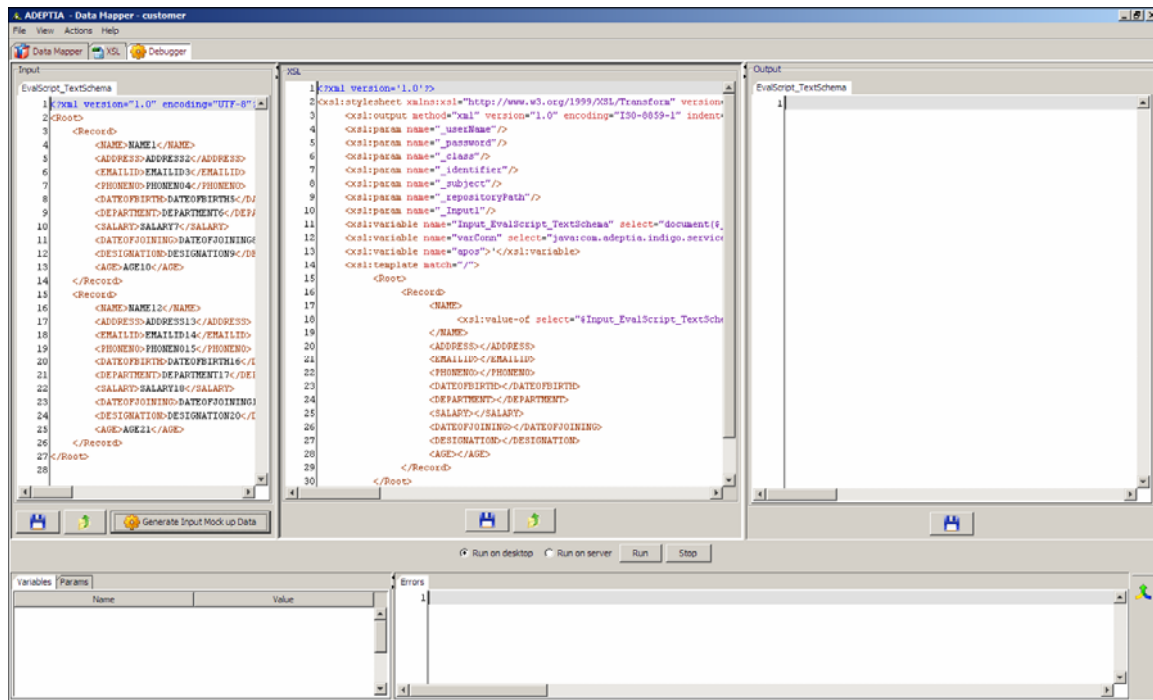 ADEPTIA - Data Mapper - customer
File View Actions Help
Data Mapper XSL Debugger
Input
EvalScript_TextSchema
1 <?xml version="1.0" encoding="UTF-8"
2 <Root>
3 <Record>
4 <NAME>NAME1</NAME>
5 <ADDRESS>ADDRESS2</ADDRESS>
6 <EMAILID>EMAILID3</EMAILID>
7 <PHONENO>PHONENO4</PHONENO>
8 <DATEOFBIRTH>DATEOFBIRTH5</DA
9 <DEPARTMENT>DEPARTMENT6</DEPA
10 <SALARY>SALARY7</SALARY>
11 <DATEOFJOINING>DATEOFJOINING8
12 <DESIGNATION>DESIGNATION9</DE
13 <AGE>AGE10</AGE>
14 </Record>
15 <Record>
16 <NAME>NAME12</NAME>
17 <ADDRESS>ADDRESS13</ADDRESS>
18 <EMAILID>EMAILID14</EMAILID>
19 <PHONENO>PHONENO15</PHONENO>
20 <DATEOFBIRTH>DATEOFBIRTH16</D
21 <DEPARTMENT>DEPARTMENT17</DEP
22 <SALARY>SALARY18</SALARY>
23 <DATEOFJOINING>DATEOFJOINING1
24 <DESIGNATION>DESIGNATION20</D
25 <AGE>AGE21</AGE>
26 </Record>
27 </Root>
28
Generate Input Mock up Data
XSL
1 <?xml version='1.0'?>
2 <xsl:stylesheet xmlns:xsl="http://www.w3.org/1999/XSL/Transform" version
3 <xsl:output method="xml" version="1.0" encoding="ISO-8859-1" indent
4 <xsl:param name="_userName"/>
5 <xsl:param name="_password"/>
6 <xsl:param name="_class"/>
7 <xsl:param name="_identifier"/>
8 <xsl:param name="_subject"/>
9 <xsl:param name="_repositoryPath"/>
10 <xsl:param name="_Input1"/>
11 <xsl:variable name="Input_EvalScript_TextSchema" select="document($_
12 <xsl:variable name="varConn" select="java:com.adeptia.indigo.service
13 <xsl:variable name="apos">'</xsl:variable>
14 <xsl:template match="/">
15 <Root>
16 <Record>
17 <NAME>
18 <xsl:value-of select="$Input_EvalScript_TextSche
19 </NAME>
20 <ADDRESS></ADDRESS>
21 <EMAILID></EMAILID>
22 <PHONENO></PHONENO>
23 <DATEOFBIRTH></DATEOFBIRTH>
24 <DEPARTMENT></DEPARTMENT>
25 <SALARY></SALARY>
26 <DATEOFJOINING></DATEOFJOINING>
27 <DESIGNATION></DESIGNATION>
28 <AGE></AGE>
29 </Record>
30 </Root>
Output
EvalScript_TextSchema
1
Run on desktop Run on server Run Stop
Variables Params
Name Value
Errors
1